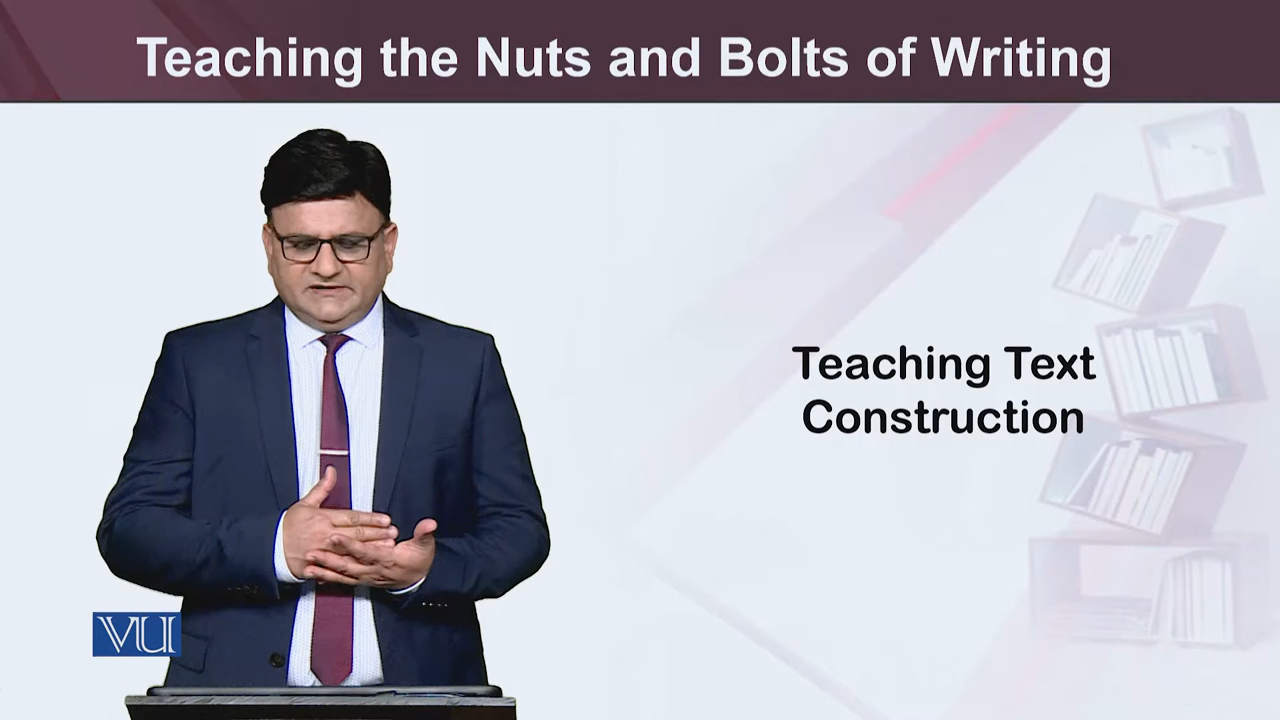 Teaching the Nuts and Bolts of Writing
Teaching Text
Construction
VU